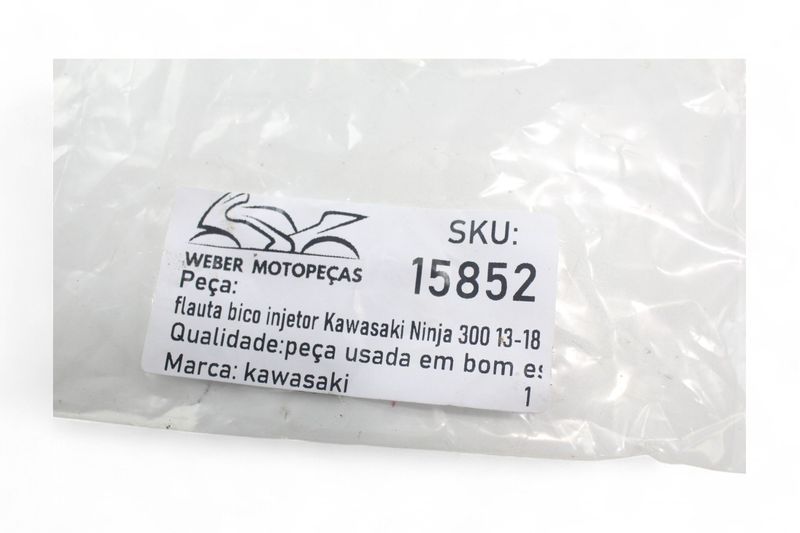 SKU:
WEBER MOTOPEÇAS
15852
Peça:
flauta bico injetor Kawasaki Ninja 300 13-18
Qualidade:peça usada em bom es
Marca: kawasaki
1